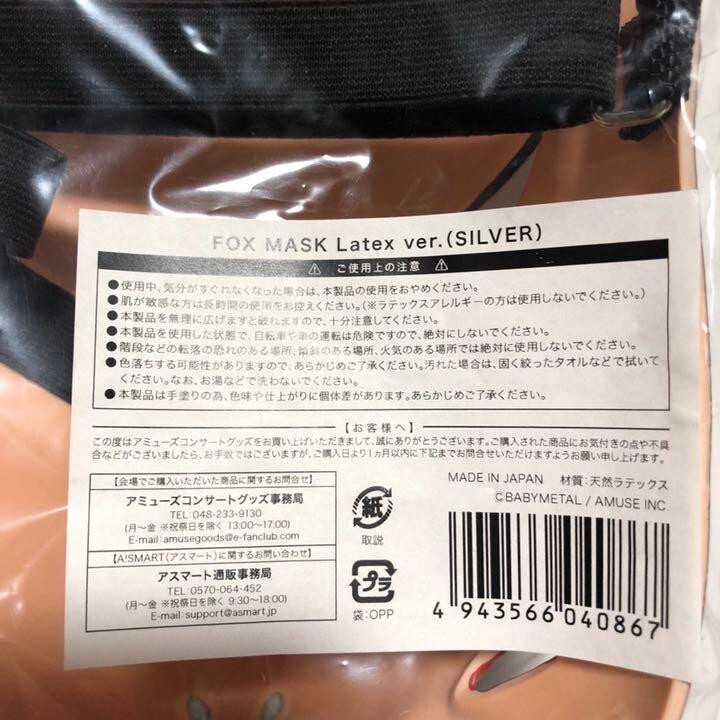 FOX MASK Latex ver.(SILVER)
⚠ ご使用上の注意 ⚠
●使用中、気分がすぐれなくなった場合は、本製品の使用をおやめください。
●肌が敏感な方は長時間の使用をお控えください。(※ラテックスアレルギーの方は使用しないでください。)
●本製品を無理に広げますと破れますので、十分注意してください。
●本製品を使用した状態で、自転車や車の運転は危険ですので、絶対にしないでください。
●階段などの転落の恐れのある場所、傾斜のある場所、火気のある場所では絶対に使用しないでください。
●色落ちする可能性がありますので、あらかじめご了承ください。汚れた場合は、固く絞ったタオルなどで拭いて
ください。なお、お湯などで洗わないでください。
●本製品は手塗りの為、色味や仕上がりに個体差があります。あらかじめご了承ください。
【お客様へ】
この度はアミューズコンサートグッズをお買い上げいただきまして、誠にありがとうございます。ご購入された商品にお気付きの点や不具
合などがございましたら、お手数ではございますが、ご購入日より1ヵ月以内に下記までお問合せいただけますようお願い申し上げます。
【会場でご購入いただいた商品に関するお問合せ】
アミューズコンサートグッズ事務局
TEL:048-233-9130
(月〜金 ※祝祭日を除く 13:00〜17:00)
E-mail:amusegoods@e-fanclub.com
【A!SMART(アスマート)に関するお問い合わせ】
アスマート通販事務局
TEL:0570-064-452
(月〜金 ※祝祭日を除く 9:30〜18:00)
E-mail:support@asmart.jp
紙
取説
プラ
袋:OPP
MADE IN JAPAN 材質:天然ラテックス
©BABYMETAL / AMUSE INC.
4 943566 040867